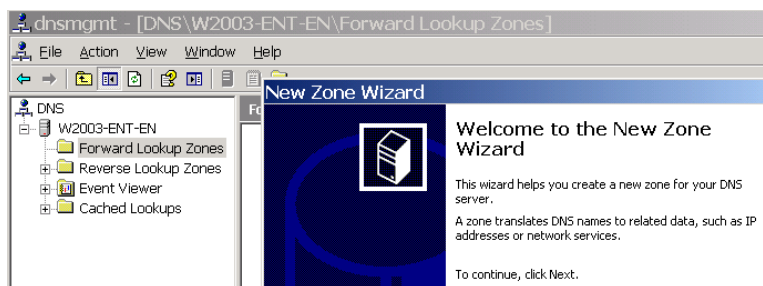 dnsmgmt - [DNS\W2003-ENT-EN\Forward Lookup Zones]
File Action View Window Help
DNS
W2003-ENT-EN
Forward Lookup Zones
Reverse Lookup Zones
Event Viewer
Cached Lookups
New Zone Wizard
Welcome to the New Zone
Wizard
This wizard helps you create a new zone for your DNS
server.
A zone translates DNS names to related data, such as IP
addresses or network services.
To continue, click Next.